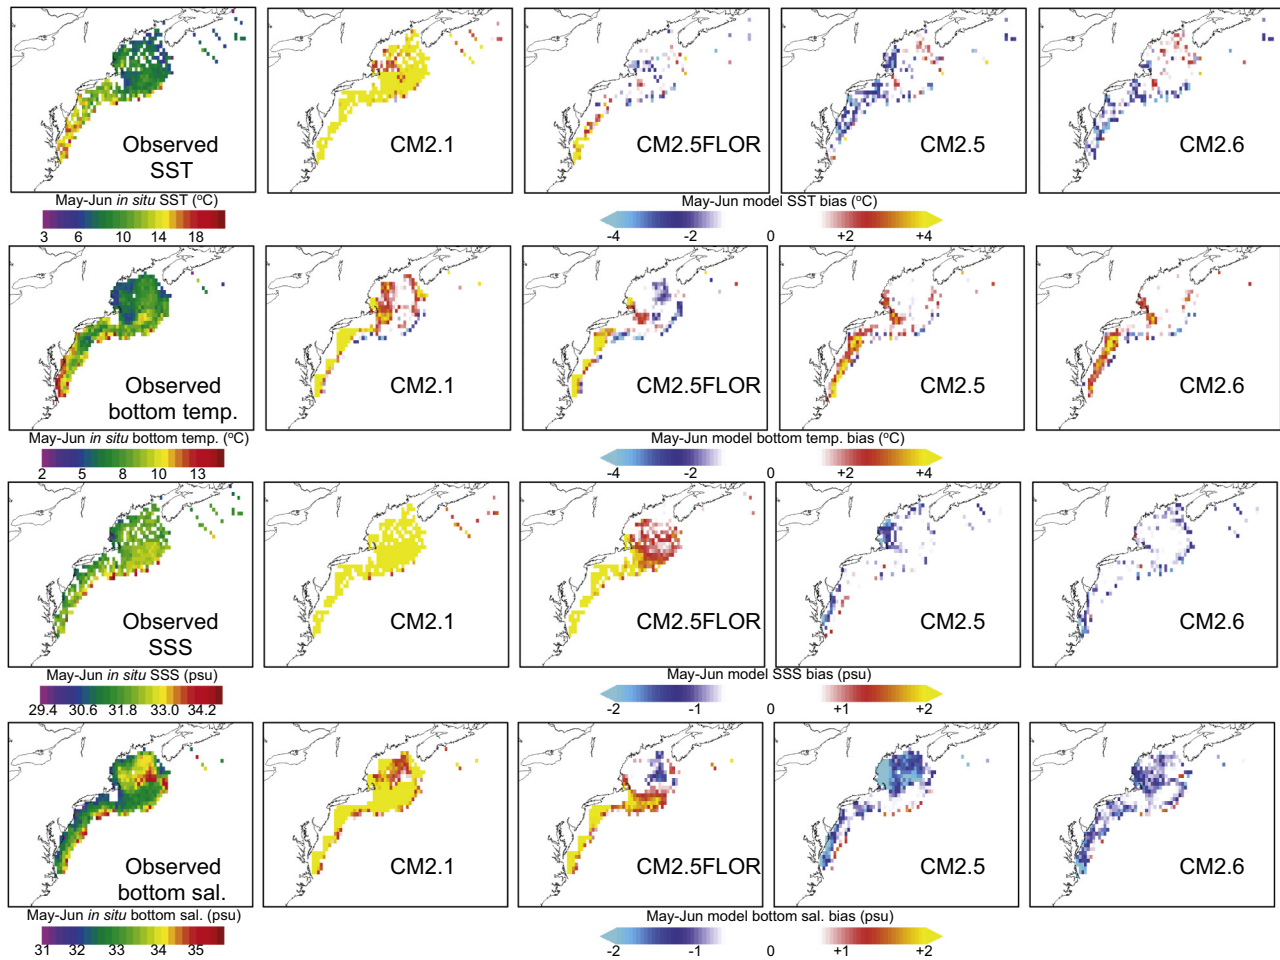 Observed
SST
CM2.1
CM2.5FLOR
CM2.5
CM2.6
May-Jun in situ SST (°C)
3 6 10 14 18
May-Jun model SST bias (°C)
-4 -2 0 +2 +4
Observed
bottom temp.
CM2.1
CM2.5FLOR
CM2.5
CM2.6
May-Jun in situ bottom temp. (°C)
2 5 8 10 13
May-Jun model bottom temp. bias (°C)
-4 -2 0 +2 +4
Observed
SSS
CM2.1
CM2.5FLOR
CM2.5
CM2.6
May-Jun in situ SSS (psu)
29.4 30.6 31.8 33.0 34.2
May-Jun model SSS bias (psu)
-2 -1 0 +1 +2
Observed
bottom sal.
CM2.1
CM2.5FLOR
CM2.5
CM2.6
May-Jun in situ bottom sal. (psu)
31 32 33 34 35
May-Jun model bottom sal. bias (psu)
-2 -1 0 +1 +2